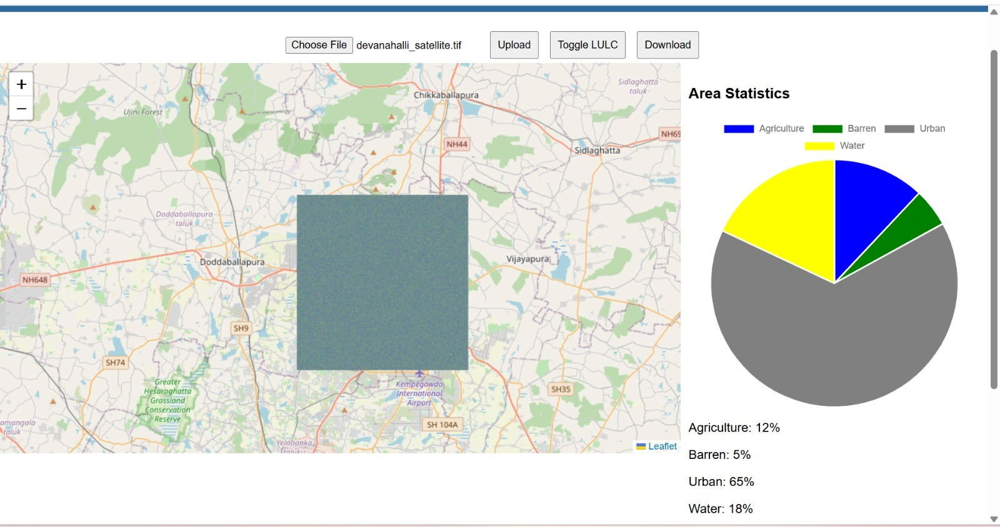 Choose File devanahalli_satellite.tif Upload Toggle LULC Download
+
−
Ujini Forest
Chikkaballapura
Sidlaghatta
taluk
NH69
NH44
Sidlaghatta
Doddaballapura
taluk
Doddaballapura
Vijayapura
NH648
SH9
SH74
Greater
Hesaraghatta
Grassland
Conservation
Reserve
Kempegowda
International
Airport
SH35
amangala
taluk
SH 104A
Yelahanka
taluku
Leaflet
Area Statistics
Agriculture Barren Urban
Water
Agriculture: 12%
Barren: 5%
Urban: 65%
Water: 18%